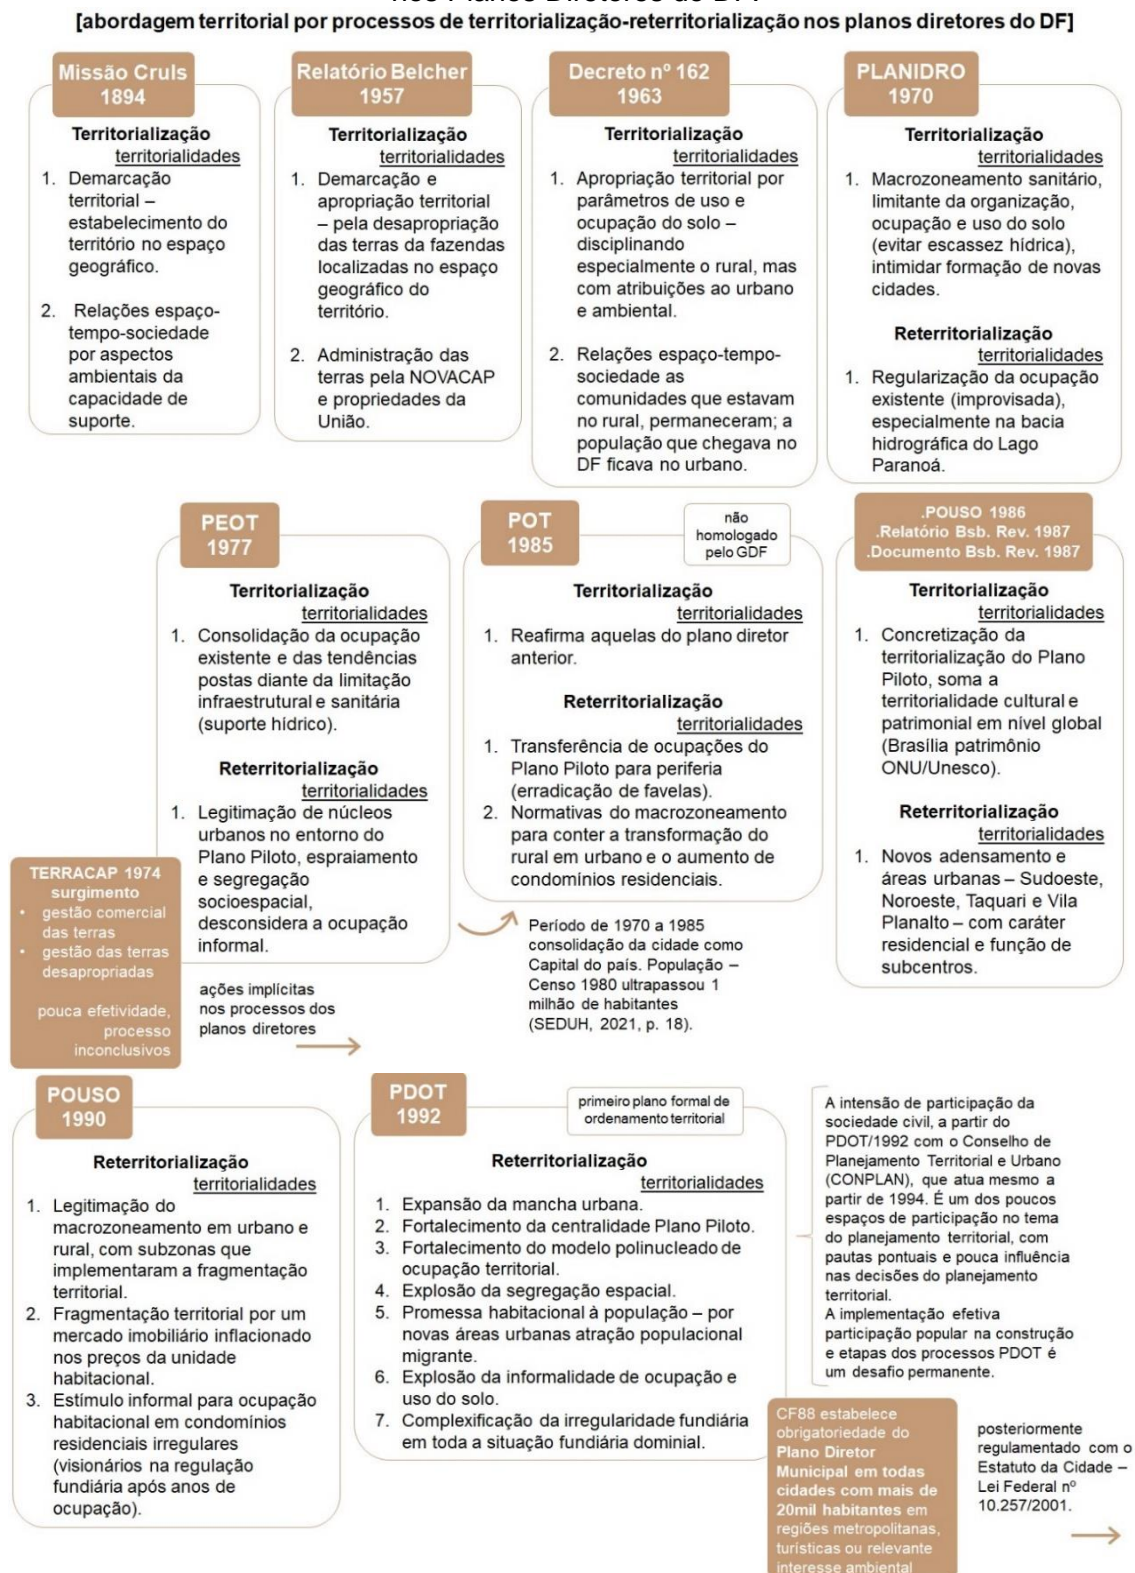 nos Planos Diretores do DF.
[abordagem territorial por processos de territorialização-reterritorialização nos planos diretores do DF]
Missão Cruls
1894
Territorialização
territorialidades
1. Demarcação
territorial –
estabelecimento do
território no espaço
geográfico.
2. Relações espaço-
tempo-sociedade
por aspectos
ambientais da
capacidade de
suporte.
Relatório Belcher
1957
Territorialização
territorialidades
1. Demarcação e
apropriação territorial
– pela desapropriação
das terras da fazendas
localizadas no espaço
geográfico do
território.
2. Administração das
terras pela NOVACAP
e propriedades da
União.
Decreto nº 162
1963
Territorialização
territorialidades
1. Apropriação territorial por
parâmetros de uso e
ocupação do solo –
disciplinando
especialmente o rural, mas
com atribuições ao urbano
e ambiental.
2. Relações espaço-tempo-
sociedade as
comunidades que estavam
no rural, permaneceram; a
população que chegava no
DF ficava no urbano.
PLANIDRO
1970
Territorialização
territorialidades
1. Macrozoneamento sanitário,
limitante da organização,
ocupação e uso do solo
(evitar escassez hídrica),
intimidar formação de novas
cidades.
Reterritorialização
territorialidades
1. Regularização da ocupação
existente (improvisada),
especialmente na bacia
hidrográfica do Lago
Paranoá.
PEOT
1977
Territorialização
territorialidades
1. Consolidação da ocupação
existente e das tendências
postas diante da limitação
infraestrutural e sanitária
(suporte hídrico).
Reterritorialização
territorialidades
1. Legitimação de núcleos
urbanos no entorno do
Plano Piloto, espraiamento
e segregação
socioespacial,
desconsidera a ocupação
informal.
POT
1985
não
homologado
pelo GDF
Territorialização
territorialidades
1. Reafirma aquelas do plano diretor
anterior.
Reterritorialização
territorialidades
1. Transferência de ocupações do
Plano Piloto para periferia
(erradicação de favelas).
2. Normativas do macrozoneamento
para conter a transformação do
rural em urbano e o aumento de
condomínios residenciais.
.POUSO 1986
.Relatório Bsb. Rev. 1987
.Documento Bsb. Rev. 1987
Territorialização
territorialidades
1. Concretização da
territorialização do Plano
Piloto, soma a
territorialidade cultural e
patrimonial em nível global
(Brasília patrimônio
ONU/Unesco).
Reterritorialização
territorialidades
1. Novos adensamento e
áreas urbanas – Sudoeste,
Noroeste, Taquari e Vila
Planalto – com caráter
residencial e função de
subcentros.
TERRACAP 1974
surgimento
• gestão comercial
das terras
• gestão das terras
desapropriadas
pouca efetividade,
processo
inconclusivos
ações implícitas
nos processos dos
planos diretores
Período de 1970 a 1985
consolidação da cidade como
Capital do país. População –
Censo 1980 ultrapassou 1
milhão de habitantes
(SEDUH, 2021, p. 18).
POUSO
1990
Reterritorialização
territorialidades
1. Legitimação do
macrozoneamento em urbano e
rural, com subzonas que
implementaram a fragmentação
territorial.
2. Fragmentação territorial por um
mercado imobiliário inflacionado
nos preços da unidade
habitacional.
3. Estímulo informal para ocupação
habitacional em condomínios
residenciais irregulares
(visionários na regulação
fundiária após anos de
ocupação).
PDOT
1992
primeiro plano formal de
ordenamento territorial
Reterritorialização
territorialidades
1. Expansão da mancha urbana.
2. Fortalecimento da centralidade Plano Piloto.
3. Fortalecimento do modelo polinucleado de
ocupação territorial.
4. Explosão da segregação espacial.
5. Promessa habitacional à população – por
novas áreas urbanas atração populacional
migrante.
6. Explosão da informalidade de ocupação e
uso do solo.
7. Complexificação da irregularidade fundiária
em toda a situação fundiária dominial.
A intensão de participação da
sociedade civil, a partir do
PDOT/1992 com o Conselho de
Planejamento Territorial e Urbano
(CONPLAN), que atua mesmo a
partir de 1994. É um dos poucos
espaços de participação no tema
do planejamento territorial, com
pautas pontuais e pouca influência
nas decisões do planejamento
territorial.
A implementação efetiva
participação popular na construção
e etapas dos processos PDOT é
um desafio permanente.
CF88 estabelece
obrigatoriedade do
Plano Diretor
Municipal em todas
cidades com mais de
20mil habitantes em
regiões metropolitanas,
turísticas ou relevante
interesse ambiental
posteriormente
regulamentado com o
Estatuto da Cidade –
Lei Federal nº
10.257/2001.